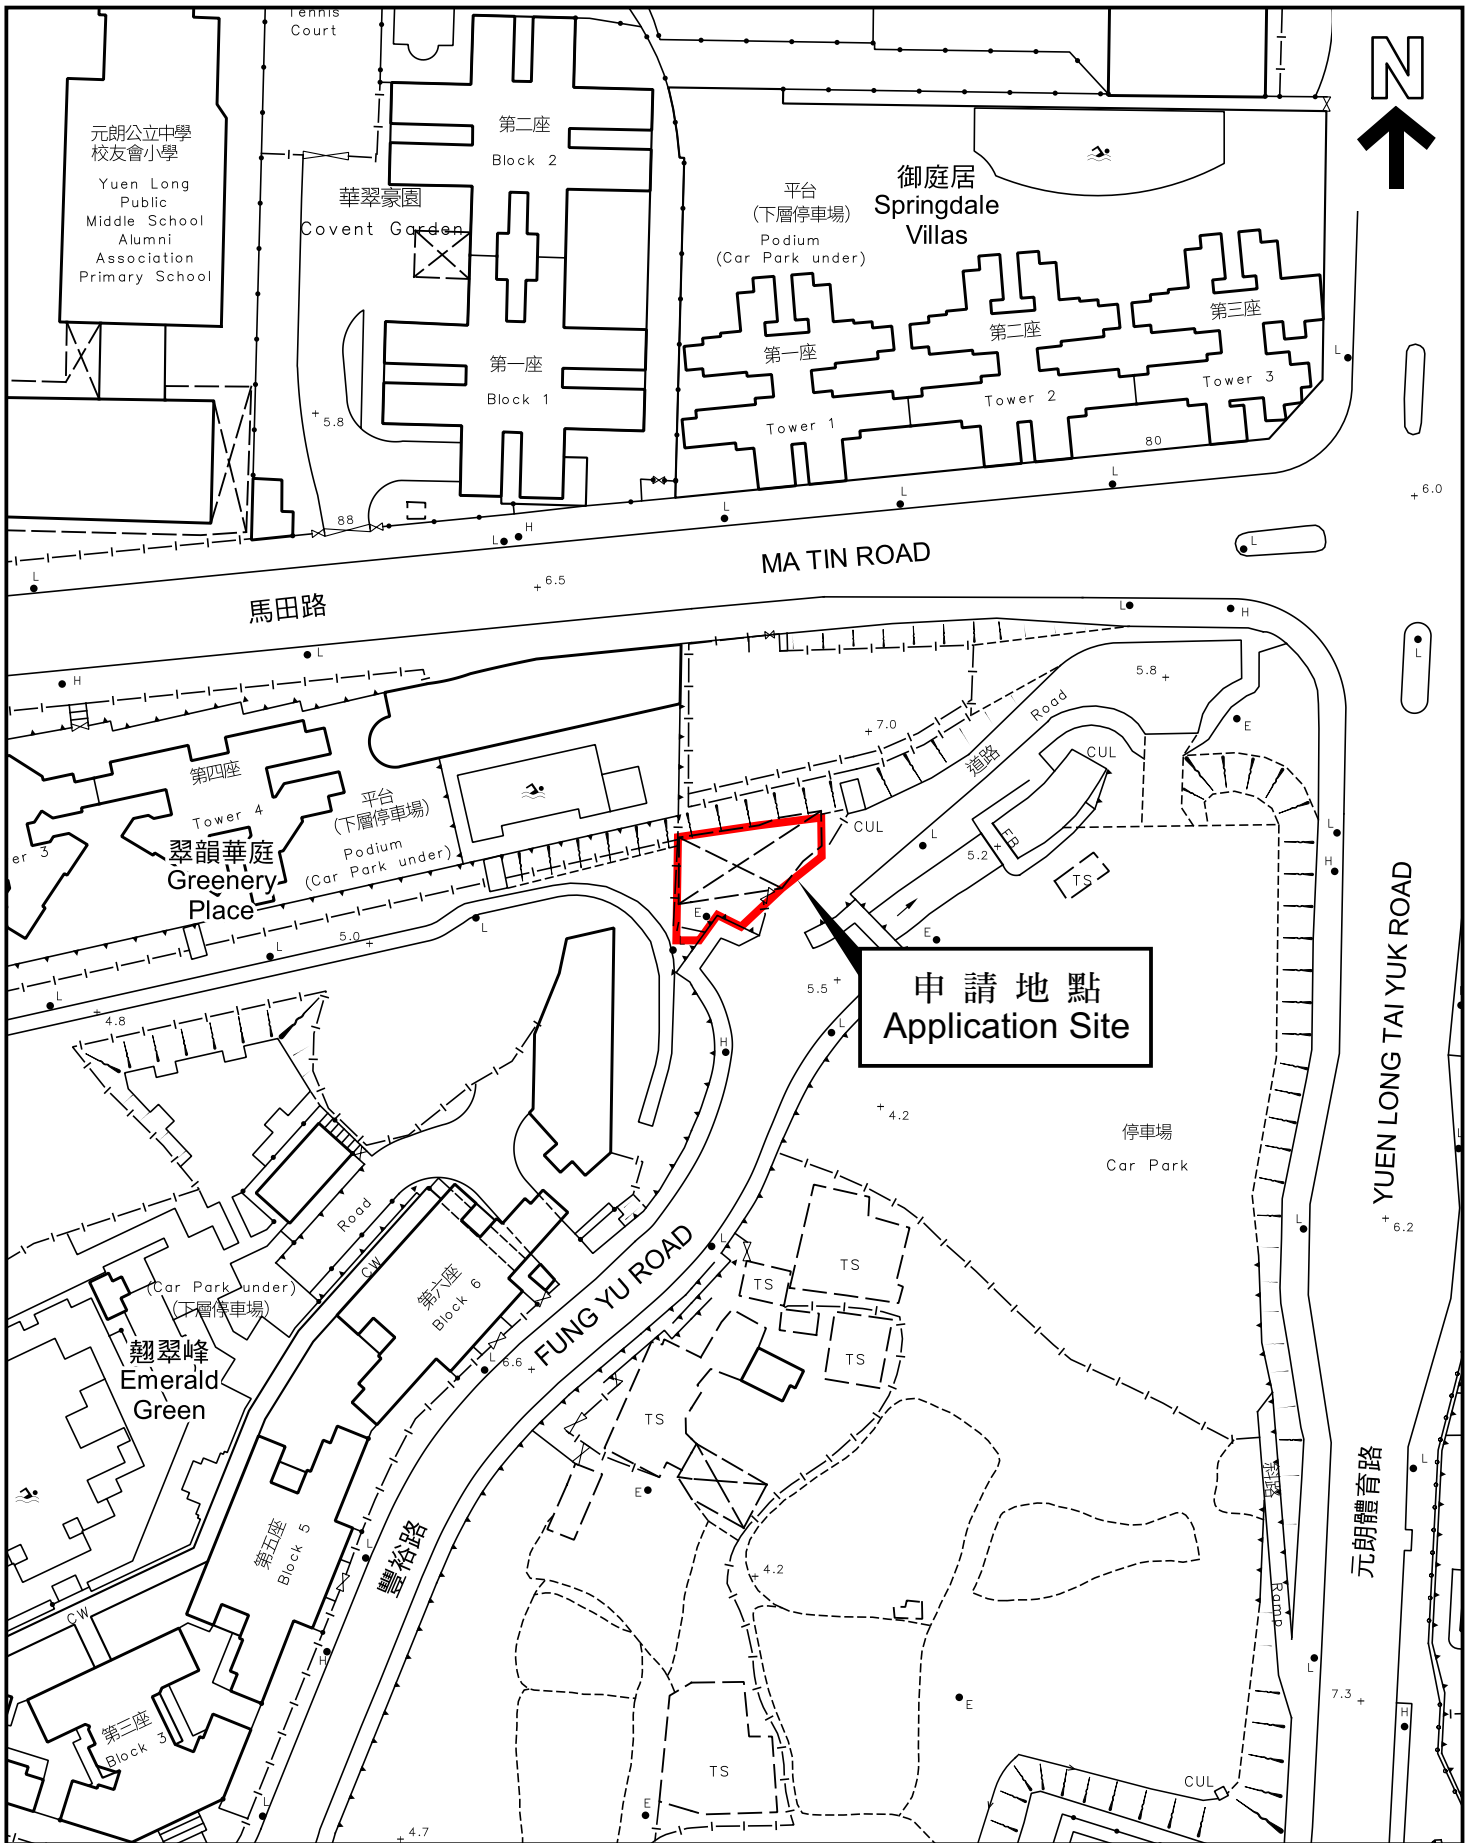 Tennis
Court
N
元朗公立中學
校友會小學
Yuen Long
Public
Middle School
Alumni
Association
Primary School
第二座
Block 2
華翠豪園
Covent Garden
第一座
Block 1
5.8
88
平台
(下層停車場)
Podium
(Car Park under)
御庭居
Springdale
Villas
第一座
Tower 1
第二座
Tower 2
第三座
Tower 3
80
L
L
L
L
L
H
6.0
L
L
MA TIN ROAD
6.5
馬田路
L
H
L
L
H
5.8
Road
道路
7.0
E
CUL
CUL
第四座
Tower 4
平台
(下層停車場)
Podium
(Car Park under)
er 3
翠韻華庭
Greenery
Place
L
FB
5.2
TS
L
H
E
E
L
L
5.0
L
4.8
5.5
申請地點
Application Site
L
H
4.2
停車場
Car Park
YUEN LONG TAI YUK ROAD
L
L
6.2
L
Road
CW
(Car Park under)
(下層停車場)
翹翠峰
Emerald
Green
第六座
Block 6
L
6.6
FUNG YU ROAD
L
TS
TS
TS
TS
E
第五座
Block 5
L
豐裕路
斜路
Ramp
元朗體育路
L
4.2
CW
H
第三座
Block 3
L
E
L
7.3
H
TS
E
CUL
L
4.7